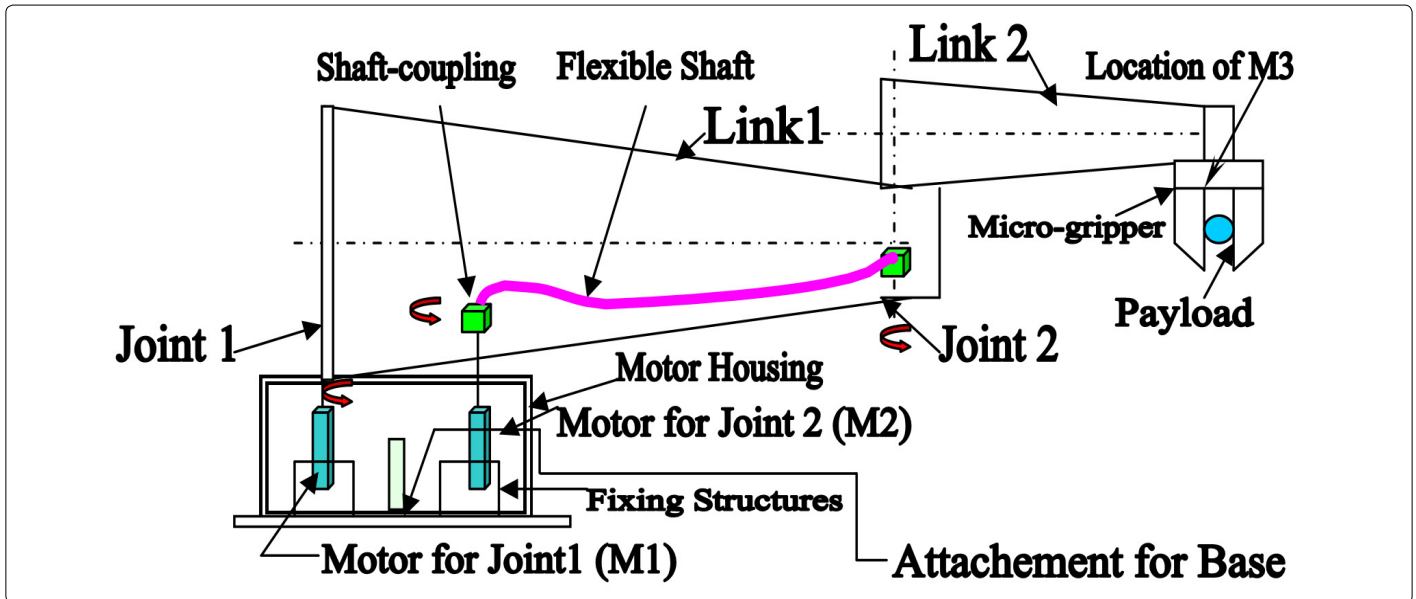 Link 2
Shaft-coupling
Flexible Shaft
Location of M3
Link1
Micro-gripper
Payload
Joint 1
Joint 2
Motor Housing
Motor for Joint 2 (M2)
Fixing Structures
Motor for Joint1 (M1)
Attachement for Base